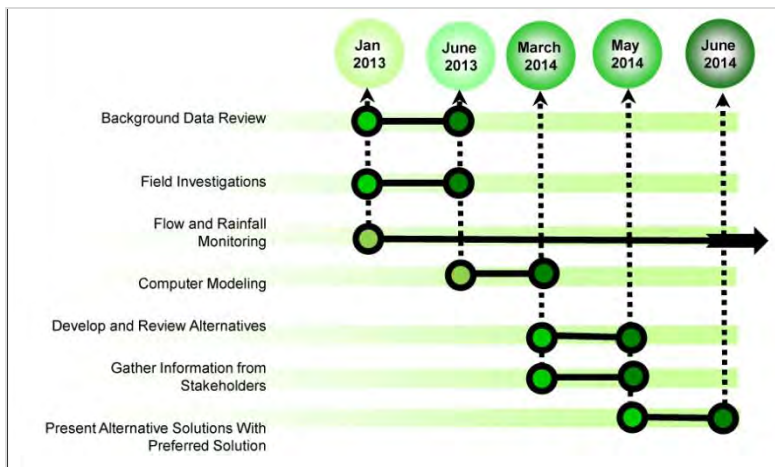 Jan
2013
June
2013
March
2014
May
2014
June
2014
Background Data Review
Field Investigations
Flow and Rainfall
Monitoring
Computer Modeling
Develop and Review Alternatives
Gather Information from
Stakeholders
Present Alternative Solutions With
Preferred Solution